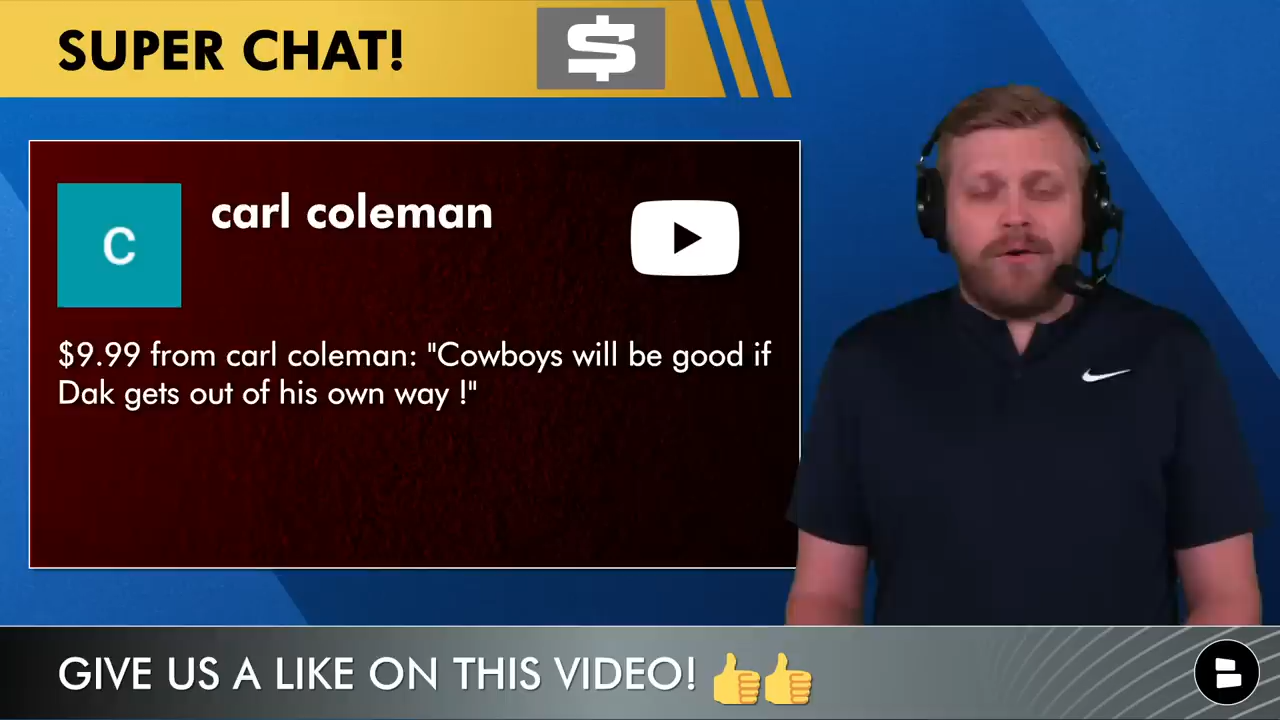 SUPER CHAT!
$
C
carl coleman
$9.99 from carl coleman: "Cowboys will be good if
Dak gets out of his own way !"
GIVE US A LIKE ON THIS VIDEO! 👍👍